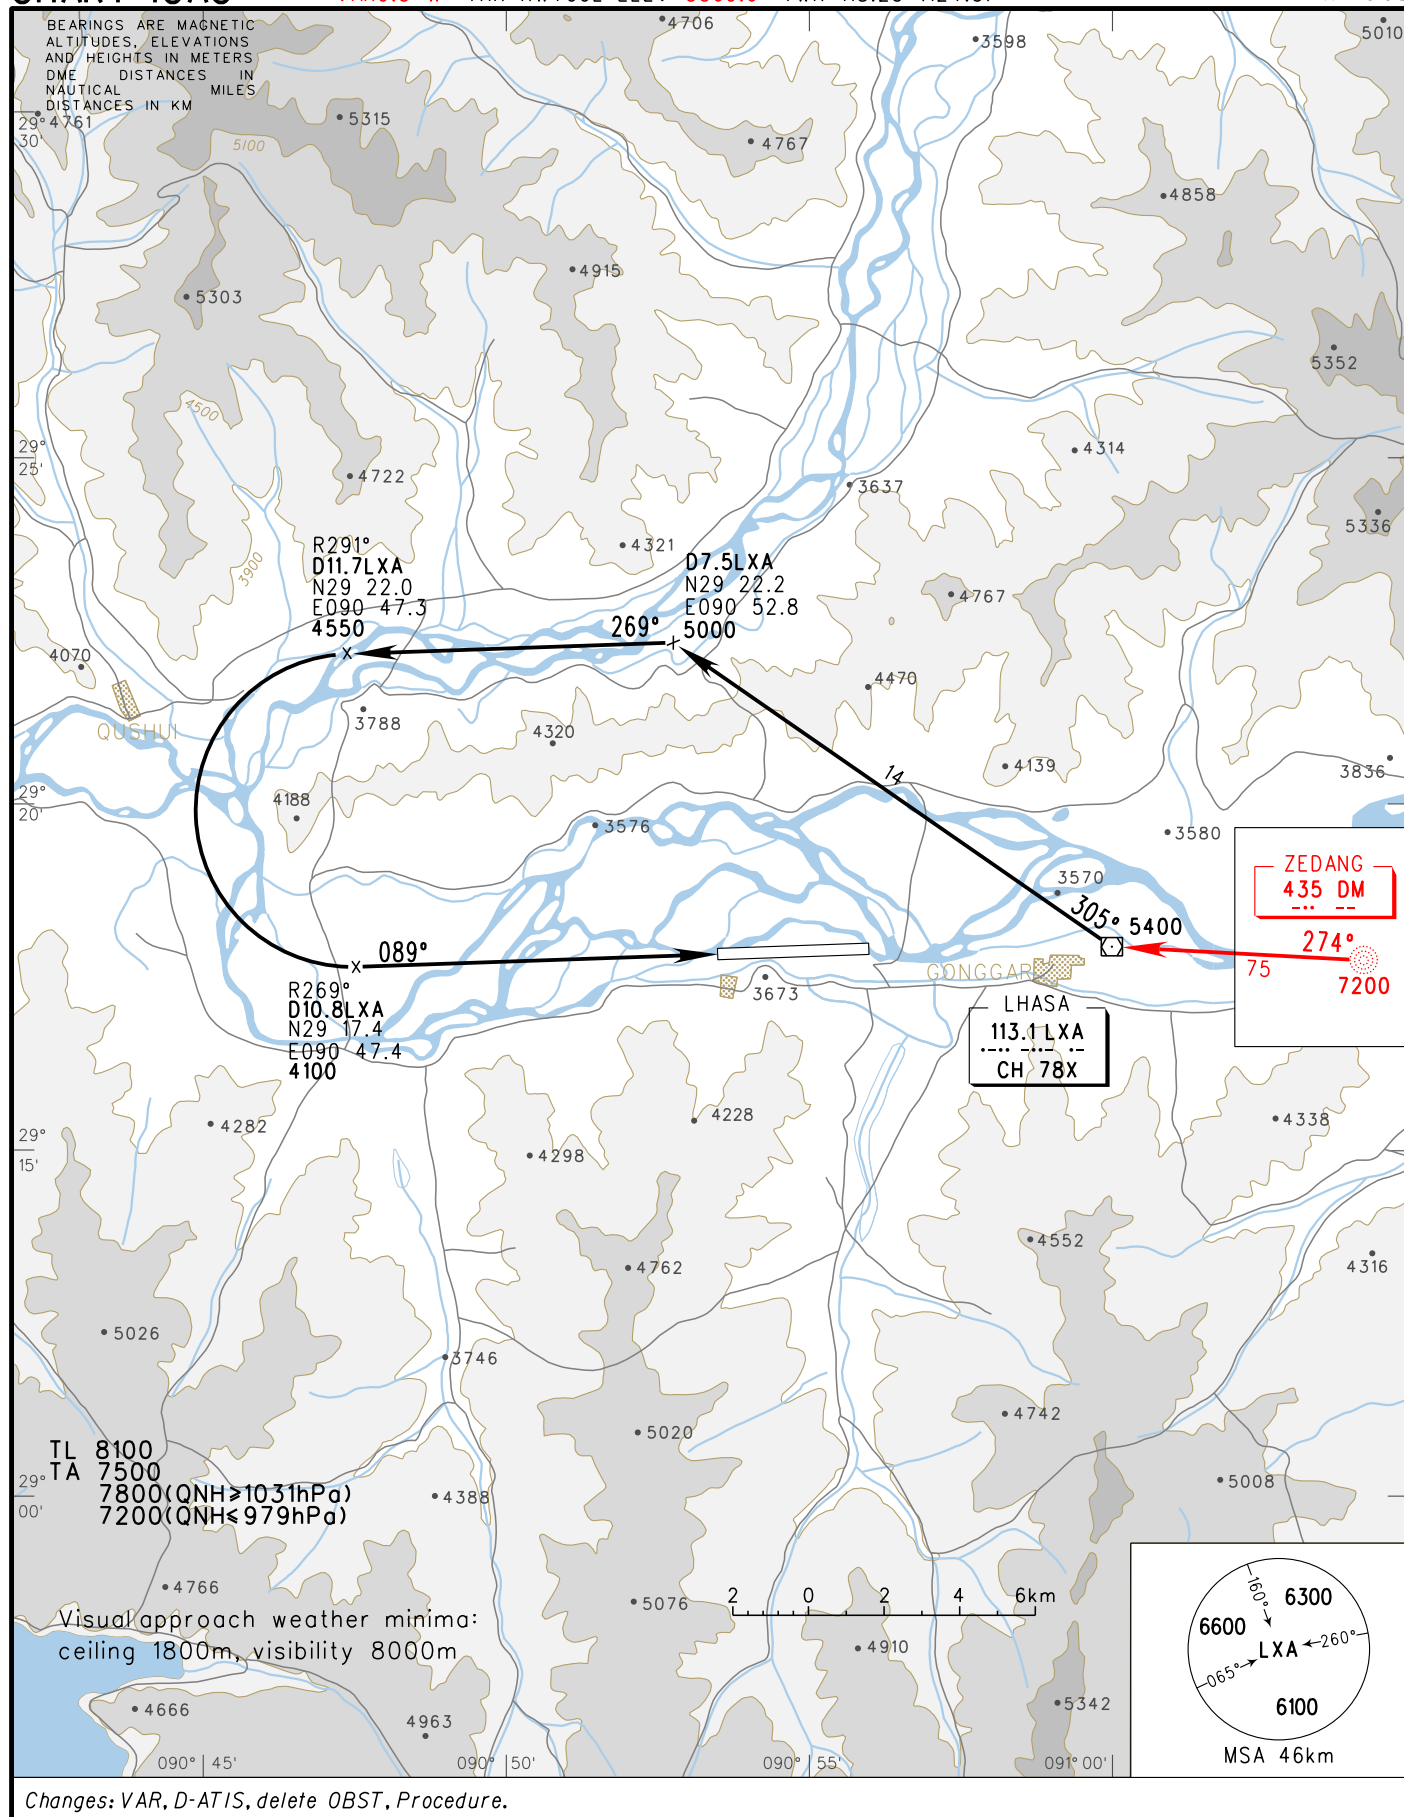 BEARINGS ARE MAGNETIC
ALTITUDES, ELEVATIONS
AND HEIGHTS IN METERS
DME DISTANCES IN
NAUTICAL MILES
DISTANCES IN KM
4706
3598
5010
29°
30'
4761
5315
5100
4767
4858
4915
5303
5352
4500
29°
25'
4722
4314
3637
5336
3900
4321
R291°
D11.7LXA
N29 22.0
E090 47.3
4550
D7.5LXA
N29 22.2
E090 52.8
5000
269°
4767
4070
4470
QUSHUI
3788
4320
4139
3836
14
29°
20'
4188
3576
3580
3570
ZEDANG
435 DM
305°
5400
274°
75
7200
089°
GONGGAR
3673
R269°
D10.8LXA
N29 17.4
E090 47.4
4100
LHASA
113.1 LXA
CH 78X
29°
15'
4282
4228
4338
4298
4552
4762
4316
5026
3746
4742
5020
TL 8100
TA 7500
7800(QNH≥1031hPa)
7200(QNH≤979hPa)
29°
00'
4388
5008
4766
5076
2 0 2 4 6km
Visual approach weather minima:
ceiling 1800m, visibility 8000m
4910
160°
6300
6600
LXA
260°
065°
6100
MSA 46km
4666
4963
5342
090° 45'
090° 50'
090° 55'
091° 00'
Changes: VAR, D-ATIS, delete OBST, Procedure.